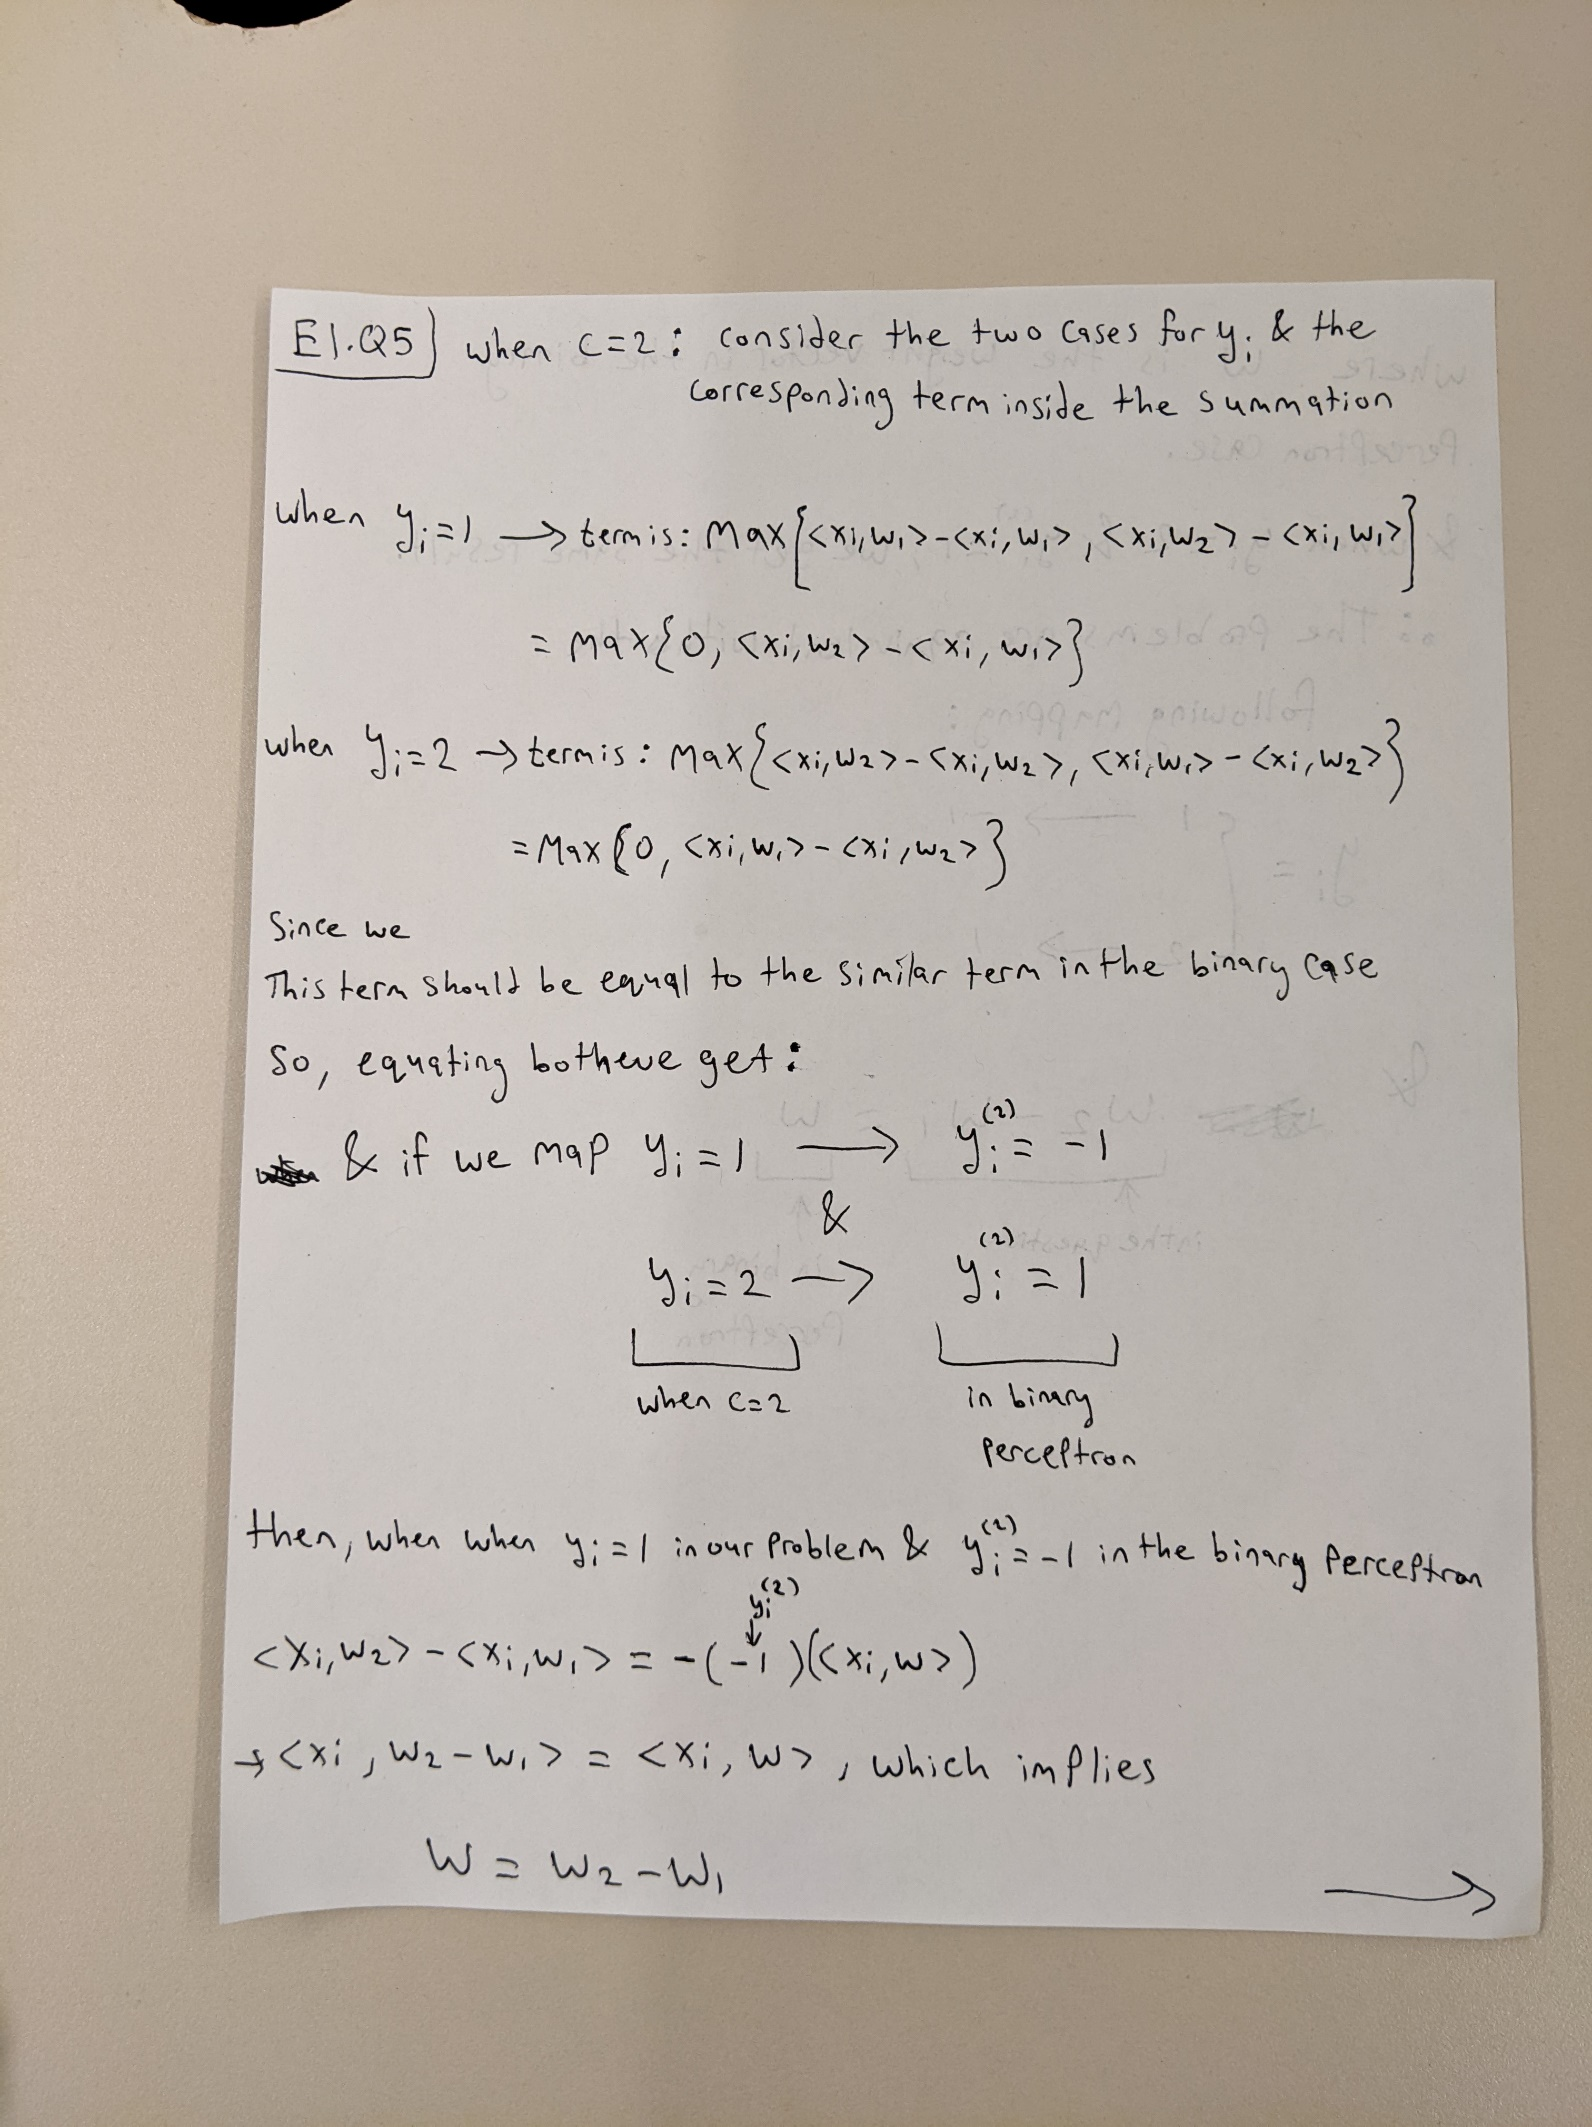 E1.Q5) when c=2: consider the two cases for yᵢ & the
corresponding term inside the summation
when yᵢ=1 → term is: Max{<xi,w₁>-<xi,w₁>, <xi,w₂>-<xi,w₁>}
= Max{0, <xi,w₂>-<xi,w₁>}
when yᵢ=2 → term is: Max{<xi,w₂>-<xi,w₂>, <xi,w₁>-<xi,w₂>}
= Max{0, <xi,w₁>-<xi,w₂>}
Since we
This term should be equal to the similar term in the binary case
So, equating both we get:
& if we map yᵢ=1 → yᵢ⁽²⁾=-1
&
yᵢ=2 → yᵢ⁽²⁾=1
when c=2 in binary
Perceptron
then, when when yᵢ=1 in our Problem & yᵢ⁽²⁾=-1 in the binary Perceptron
yᵢ⁽²⁾
↓
<xi,w₂>-<xi,w₁> = -(-1)(<xi,w>)
→ <xi, w₂-w₁> = <xi, w>, which implies
W = W₂-W₁
→